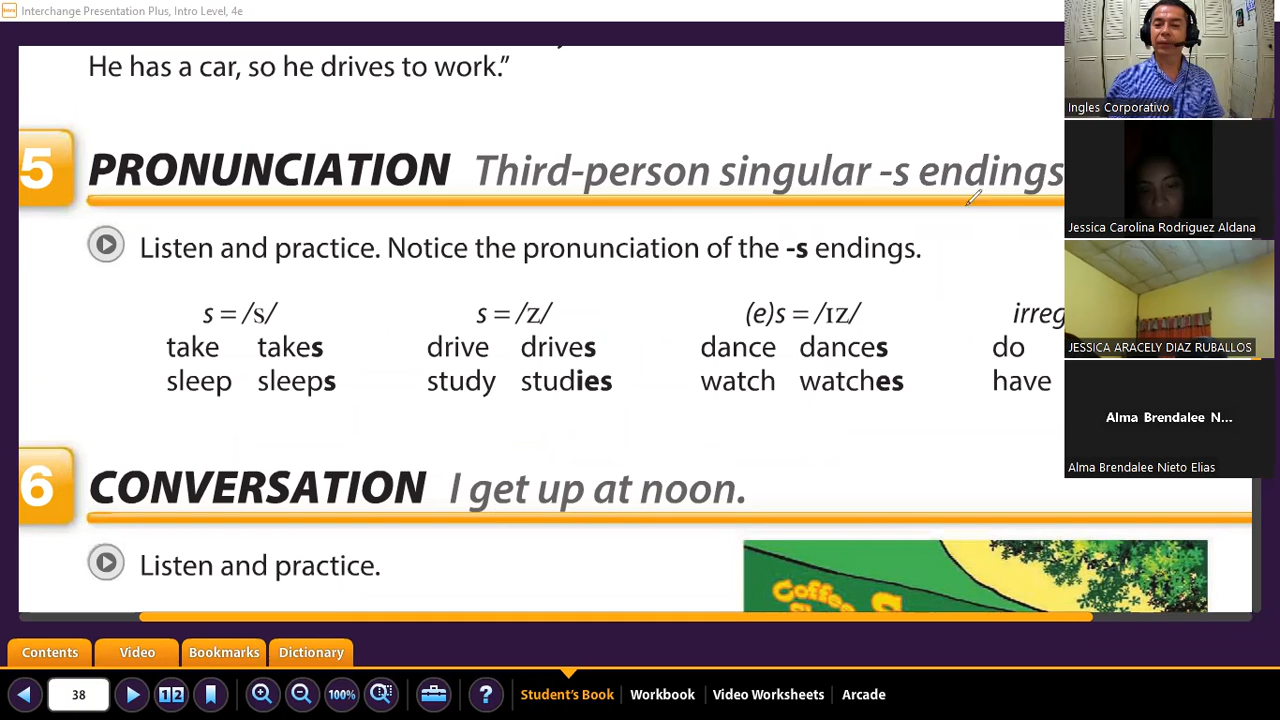 Interchange Presentation Plus, Intro Level, 4e
He has a car, so he drives to work.”
5 PRONUNCIATION Third-person singular -s endings
Listen and practice. Notice the pronunciation of the -s endings.
s = /s/ s = /z/ (e)s = /ɪz/ irreg
take takes drive drives dance dances do
sleep sleeps study studies watch watches have
6 CONVERSATION I get up at noon.
Listen and practice.
Coffee
Ingles Corporativo
Jessica Carolina Rodriguez Aldana
JESSICA ARACELY DIAZ RUBALLOS
Alma Brendalee N...
Alma Brendalee Nieto Elias
Contents Video Bookmarks Dictionary
38 1 2 100% ? Student's Book Workbook Video Worksheets Arcade